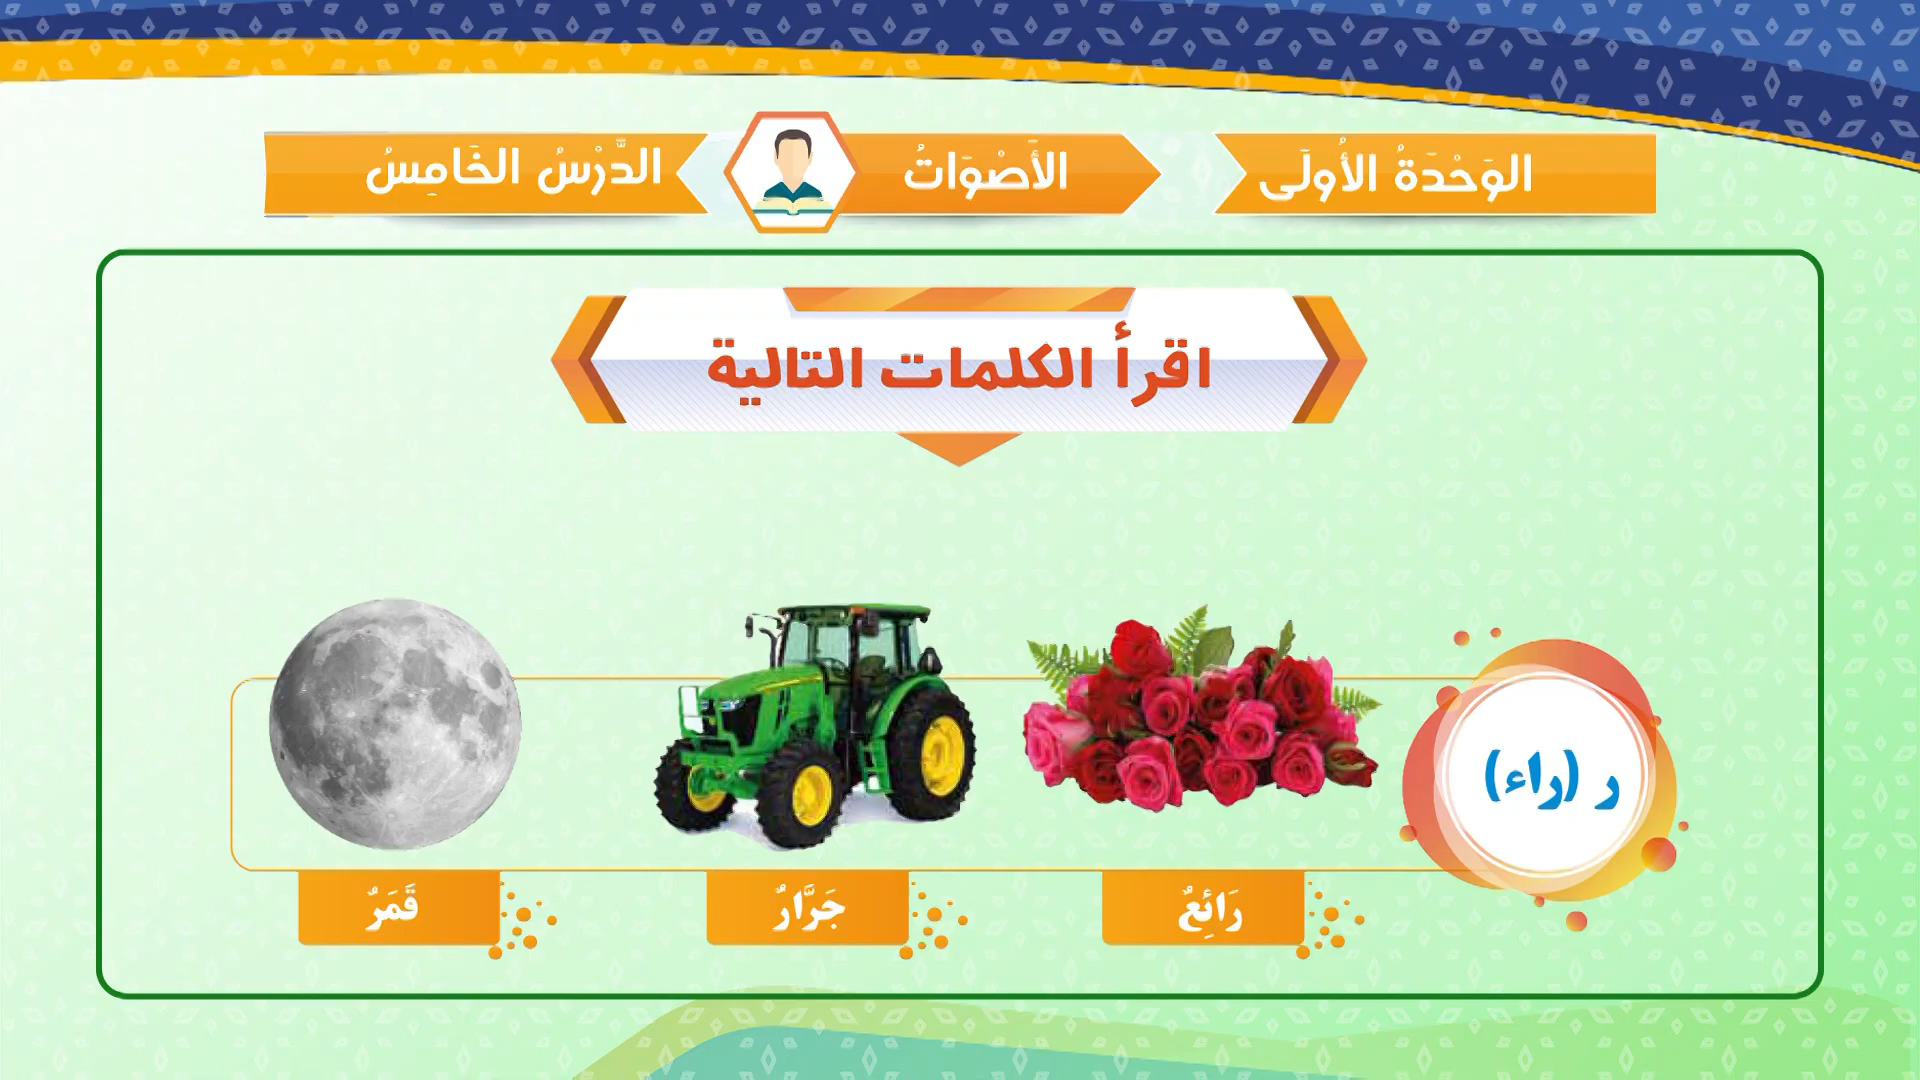 الوَحْدَةُ الأُولَى
الأَصْوَاتُ
الدَّرْسُ الخَامِسُ
اقرأ الكلمات التالية
ر (راء)
رَائِعٌ
جَرَّارٌ
قَمَرٌ